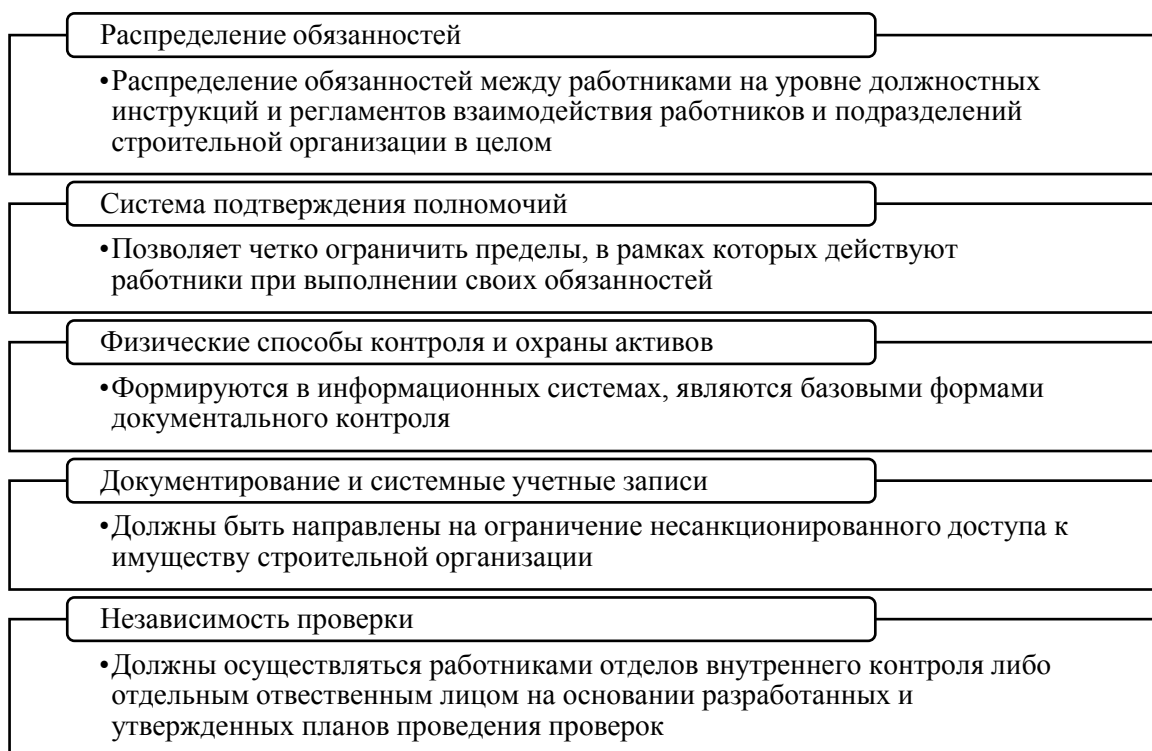 Распределение обязанностей
•Распределение обязанностей между работниками на уровне должностных
инструкций и регламентов взаимодействия работников и подразделений
строительной организации в целом
Система подтверждения полномочий
•Позволяет четко ограничить пределы, в рамках которых действуют
работники при выполнении своих обязанностей
Физические способы контроля и охраны активов
•Формируются в информационных системах, являются базовыми формами
документального контроля
Документирование и системные учетные записи
•Должны быть направлены на ограничение несанкционированного доступа к
имуществу строительной организации
Независимость проверки
•Должны осуществляться работниками отделов внутреннего контроля либо
отдельным отвественным лицом на основании разработанных и
утвержденных планов проведения проверок